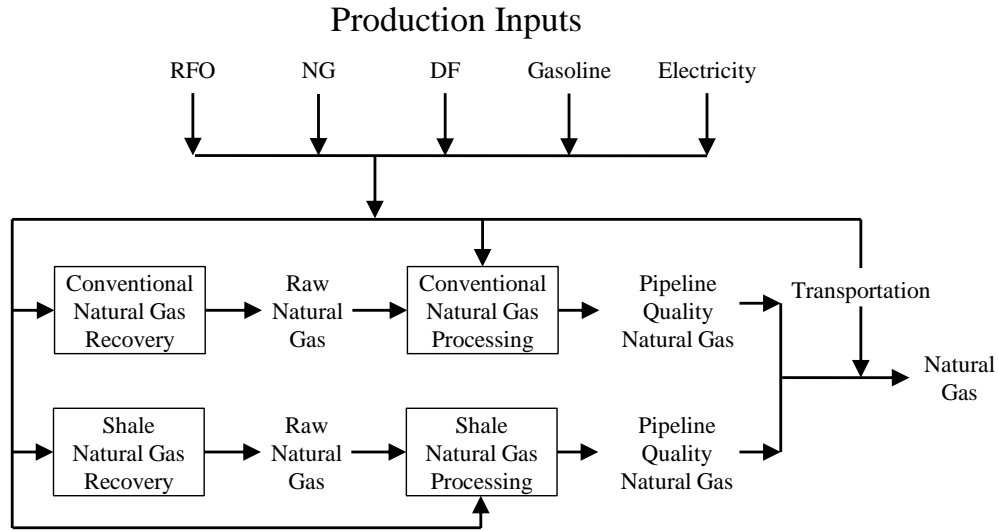 Production Inputs
RFO NG DF Gasoline Electricity
Conventional
Natural Gas
Recovery
Raw
Natural
Gas
Conventional
Natural Gas
Processing
Pipeline
Quality
Natural Gas
Transportation
Natural
Gas
Shale
Natural Gas
Recovery
Raw
Natural
Gas
Shale
Natural Gas
Processing
Pipeline
Quality
Natural Gas